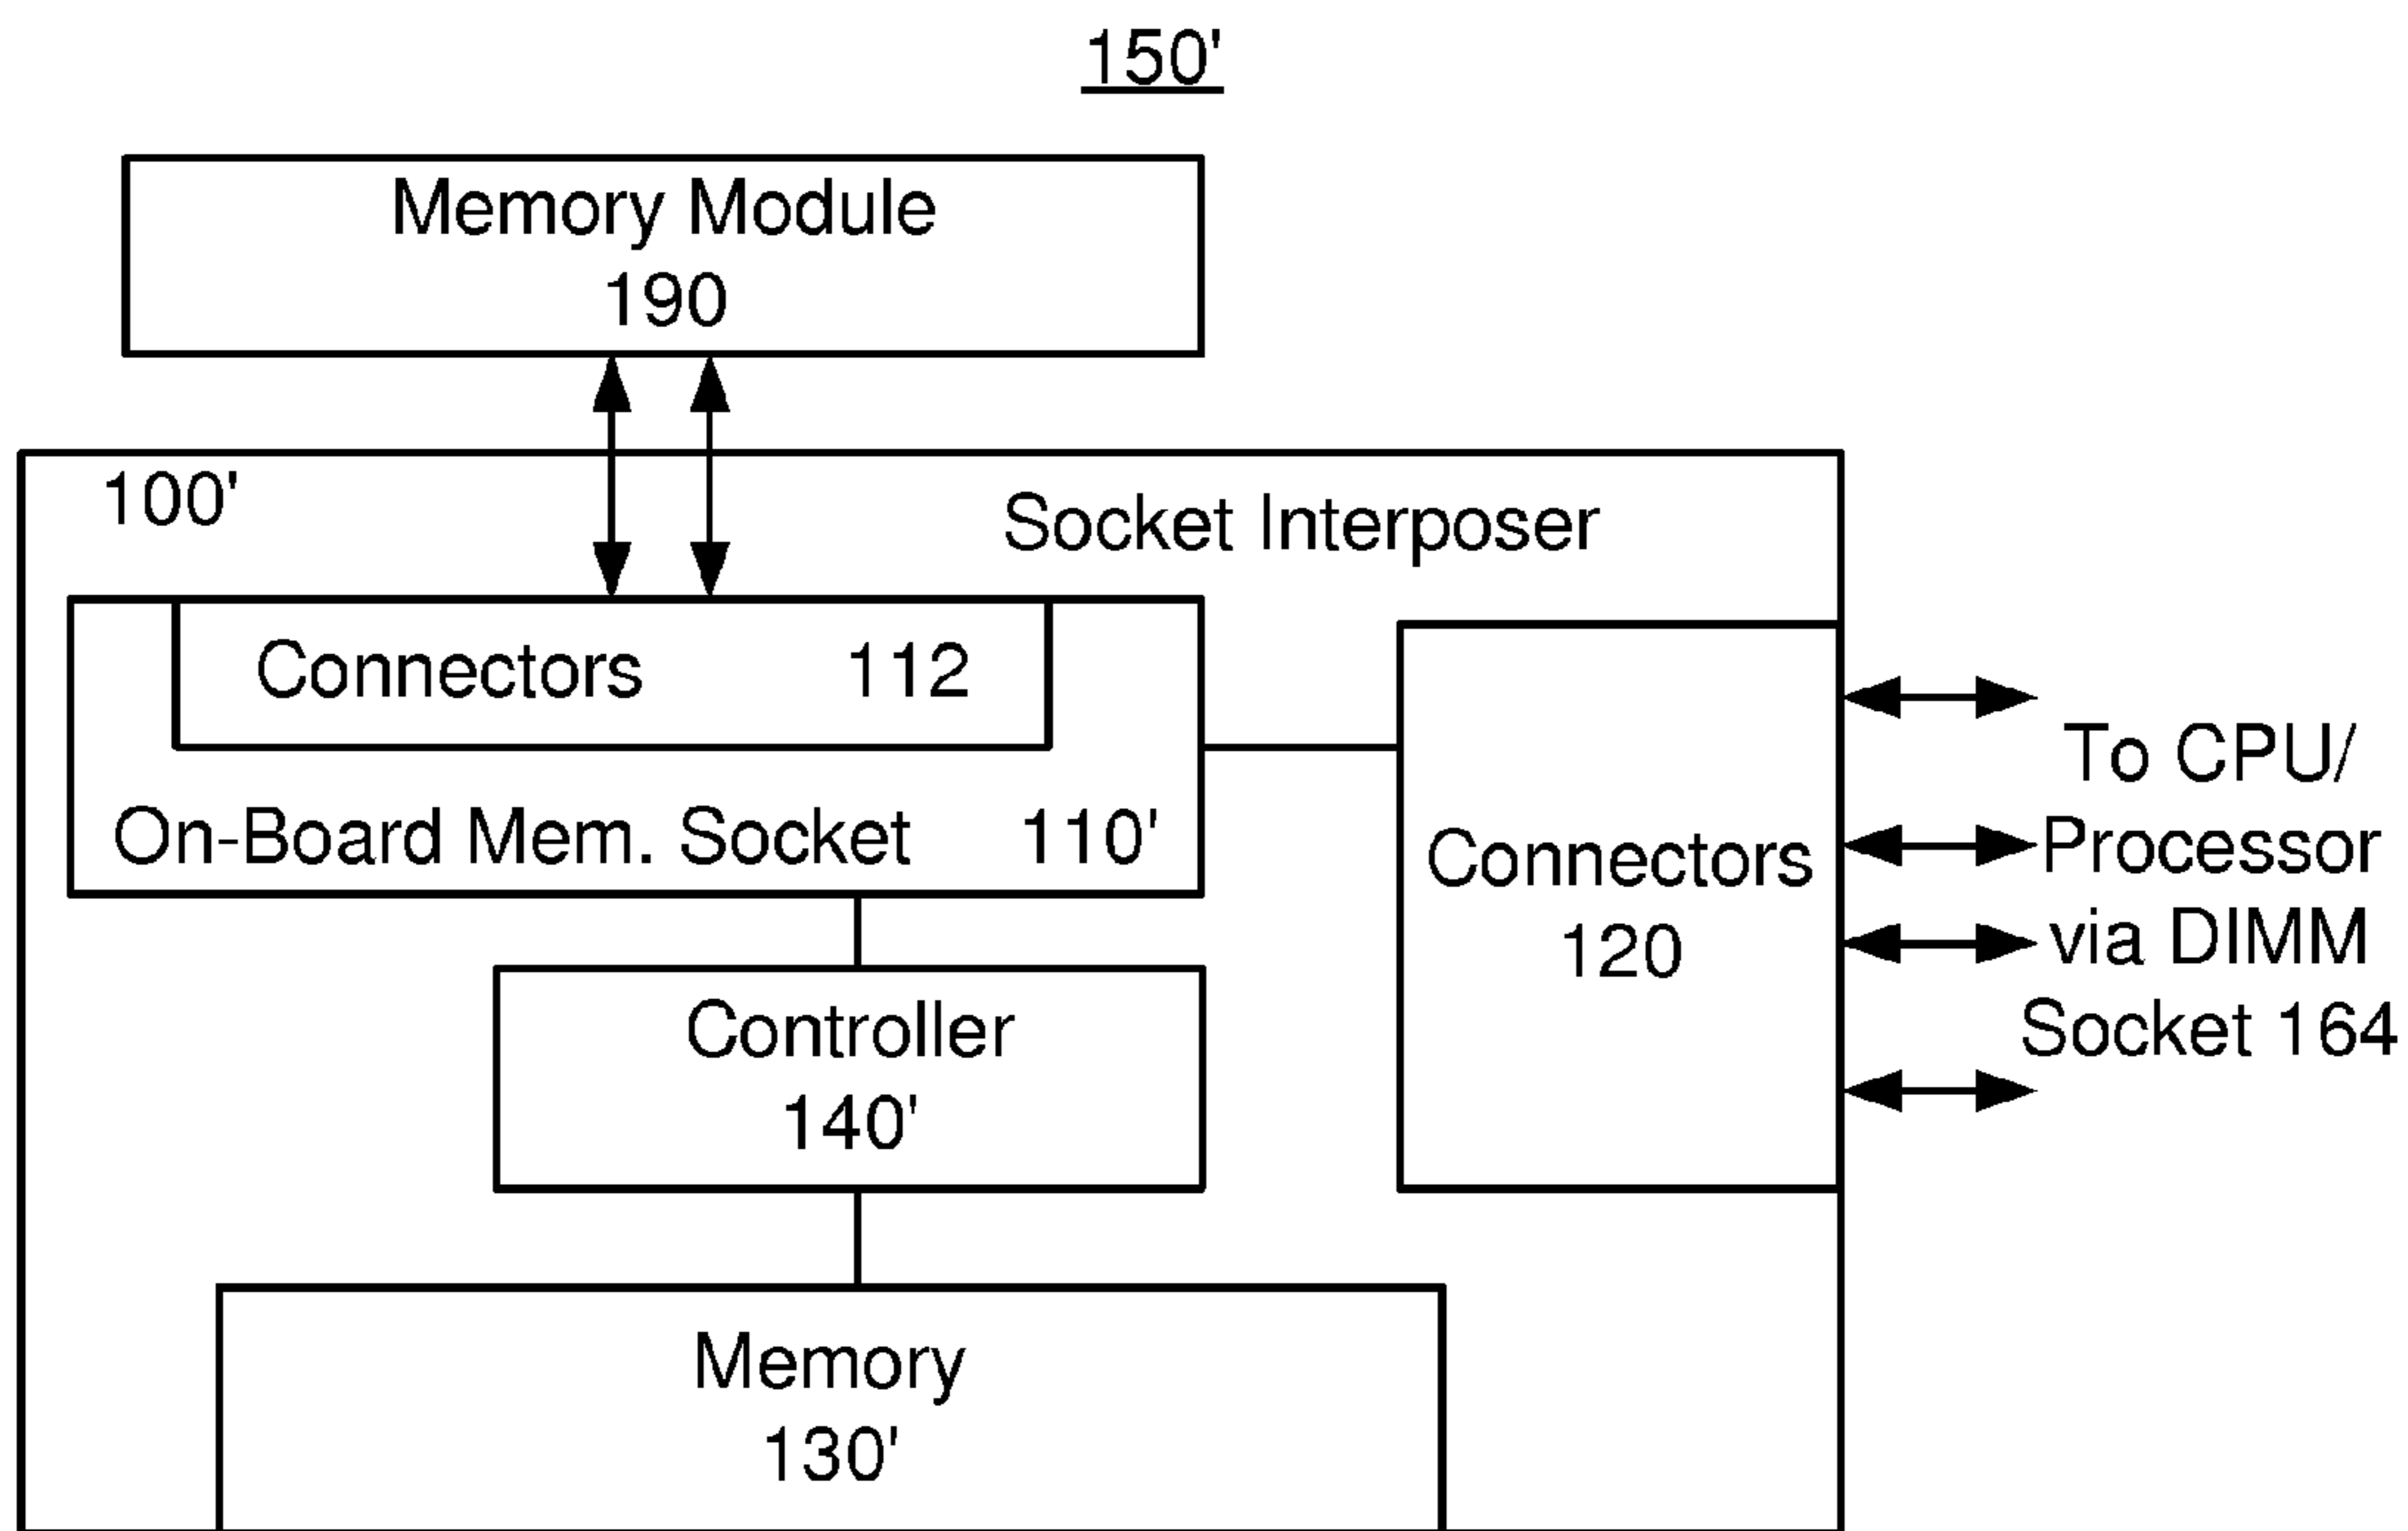 150'
Memory Module
190
100'
Socket Interposer
Connectors 112
On-Board Mem. Socket 110'
Connectors
120
To CPU/
Processor
via DIMM
Socket 164
Controller
140'
Memory
130'